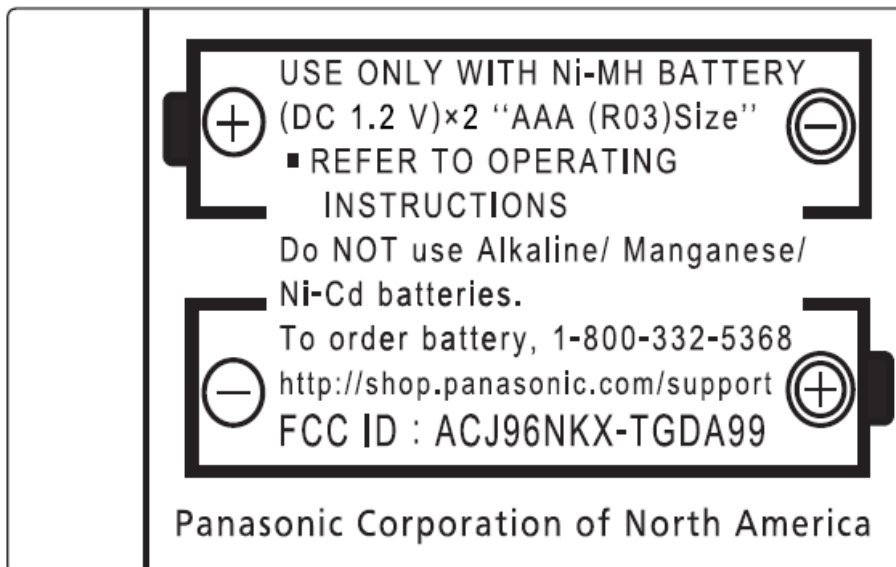 USE ONLY WITH Ni-MH BATTERY
(DC 1.2 V)×2 ‘‘AAA (R03)Size’’
▪ REFER TO OPERATING
INSTRUCTIONS
Do NOT use Alkaline/ Manganese/
Ni-Cd batteries.
To order battery, 1-800-332-5368
http://shop.panasonic.com/support
FCC ID : ACJ96NKX-TGDA99
Panasonic Corporation of North America